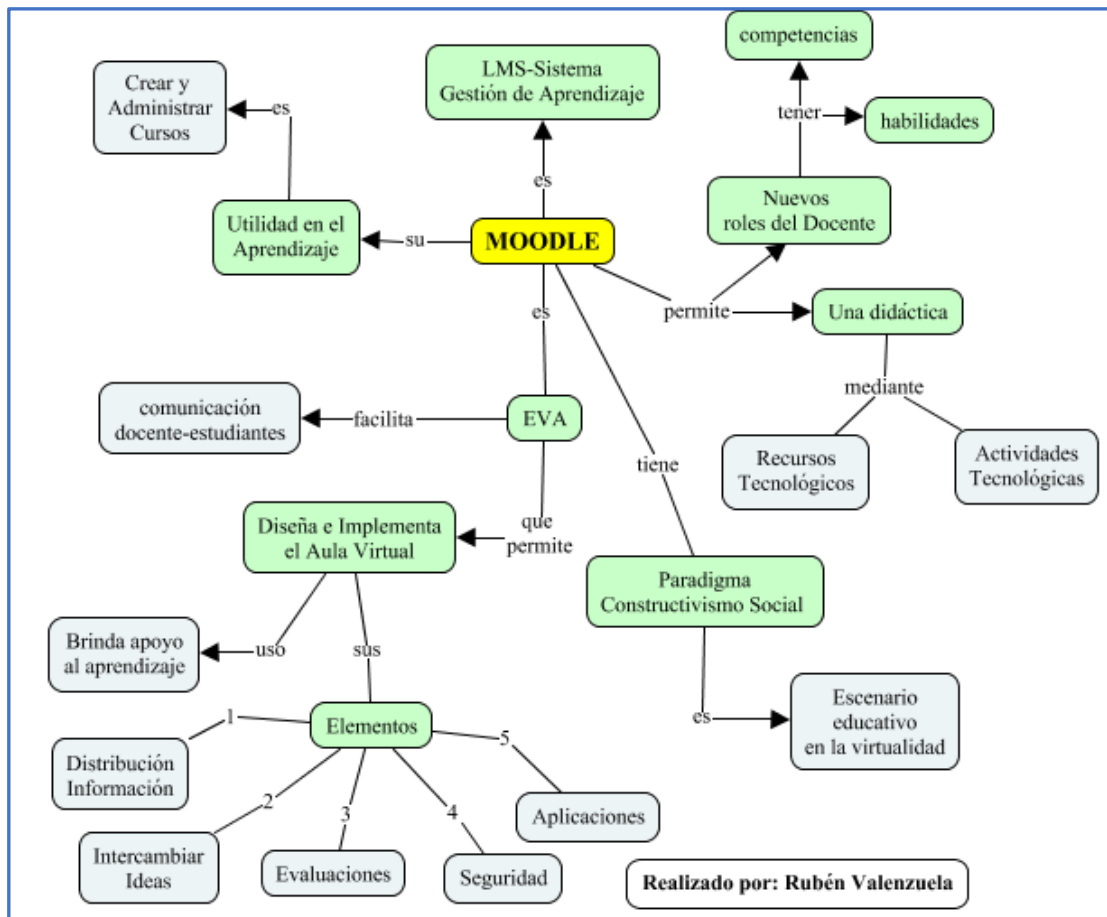 competencias
LMS-Sistema
Gestión de Aprendizaje
Crear y
Administrar
Cursos
es
tener
habilidades
es
Nuevos
roles del Docente
Utilidad en el
Aprendizaje
su
MOODLE
es
permite
Una didáctica
mediante
comunicación
docente-estudiantes
facilita
EVA
Recursos
Tecnológicos
Actividades
Tecnológicas
tiene
Diseña e Implementa
el Aula Virtual
que
permite
Paradigma
Constructivismo Social
Brinda apoyo
al aprendizaje
uso
sus
es
Escenario
educativo
en la virtualidad
Elementos
1
Distribución
Información
2
3
4
5
Aplicaciones
Intercambiar
Ideas
Evaluaciones
Seguridad
Realizado por: Rubén Valenzuela